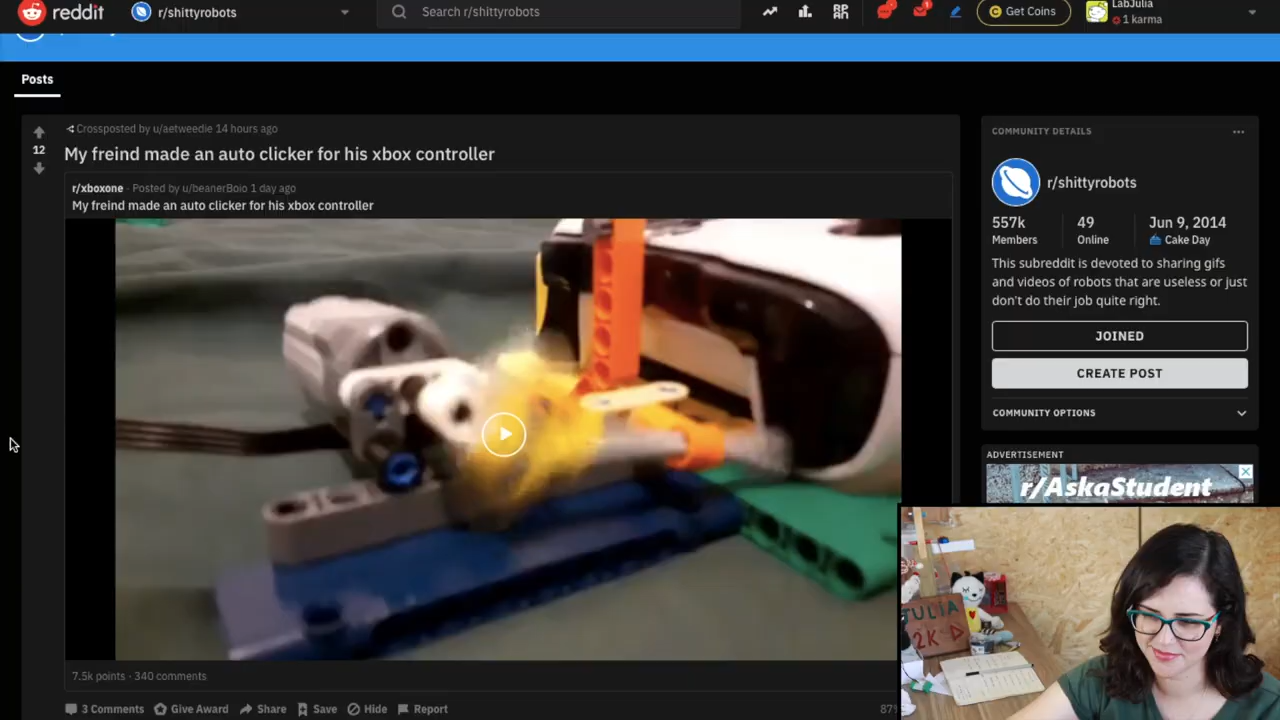 reddit
r/shittyrobots
Search r/shittyrobots
Get Coins
LabJulia
1 karma
Posts
Crossposted by u/aetweedie 14 hours ago
12
My freind made an auto clicker for his xbox controller
r/xboxone · Posted by u/beanerBoio 1 day ago
My freind made an auto clicker for his xbox controller
7.5k points · 340 comments
3 Comments
Give Award
Share
Save
Hide
Report
87%
COMMUNITY DETAILS
r/shittyrobots
557k
Members
49
Online
Jun 9, 2014
Cake Day
This subreddit is devoted to sharing gifs
and videos of robots that are useless or just
don't do their job quite right.
JOINED
CREATE POST
COMMUNITY OPTIONS
ADVERTISEMENT
r/AskaStudent
JULIA
2K